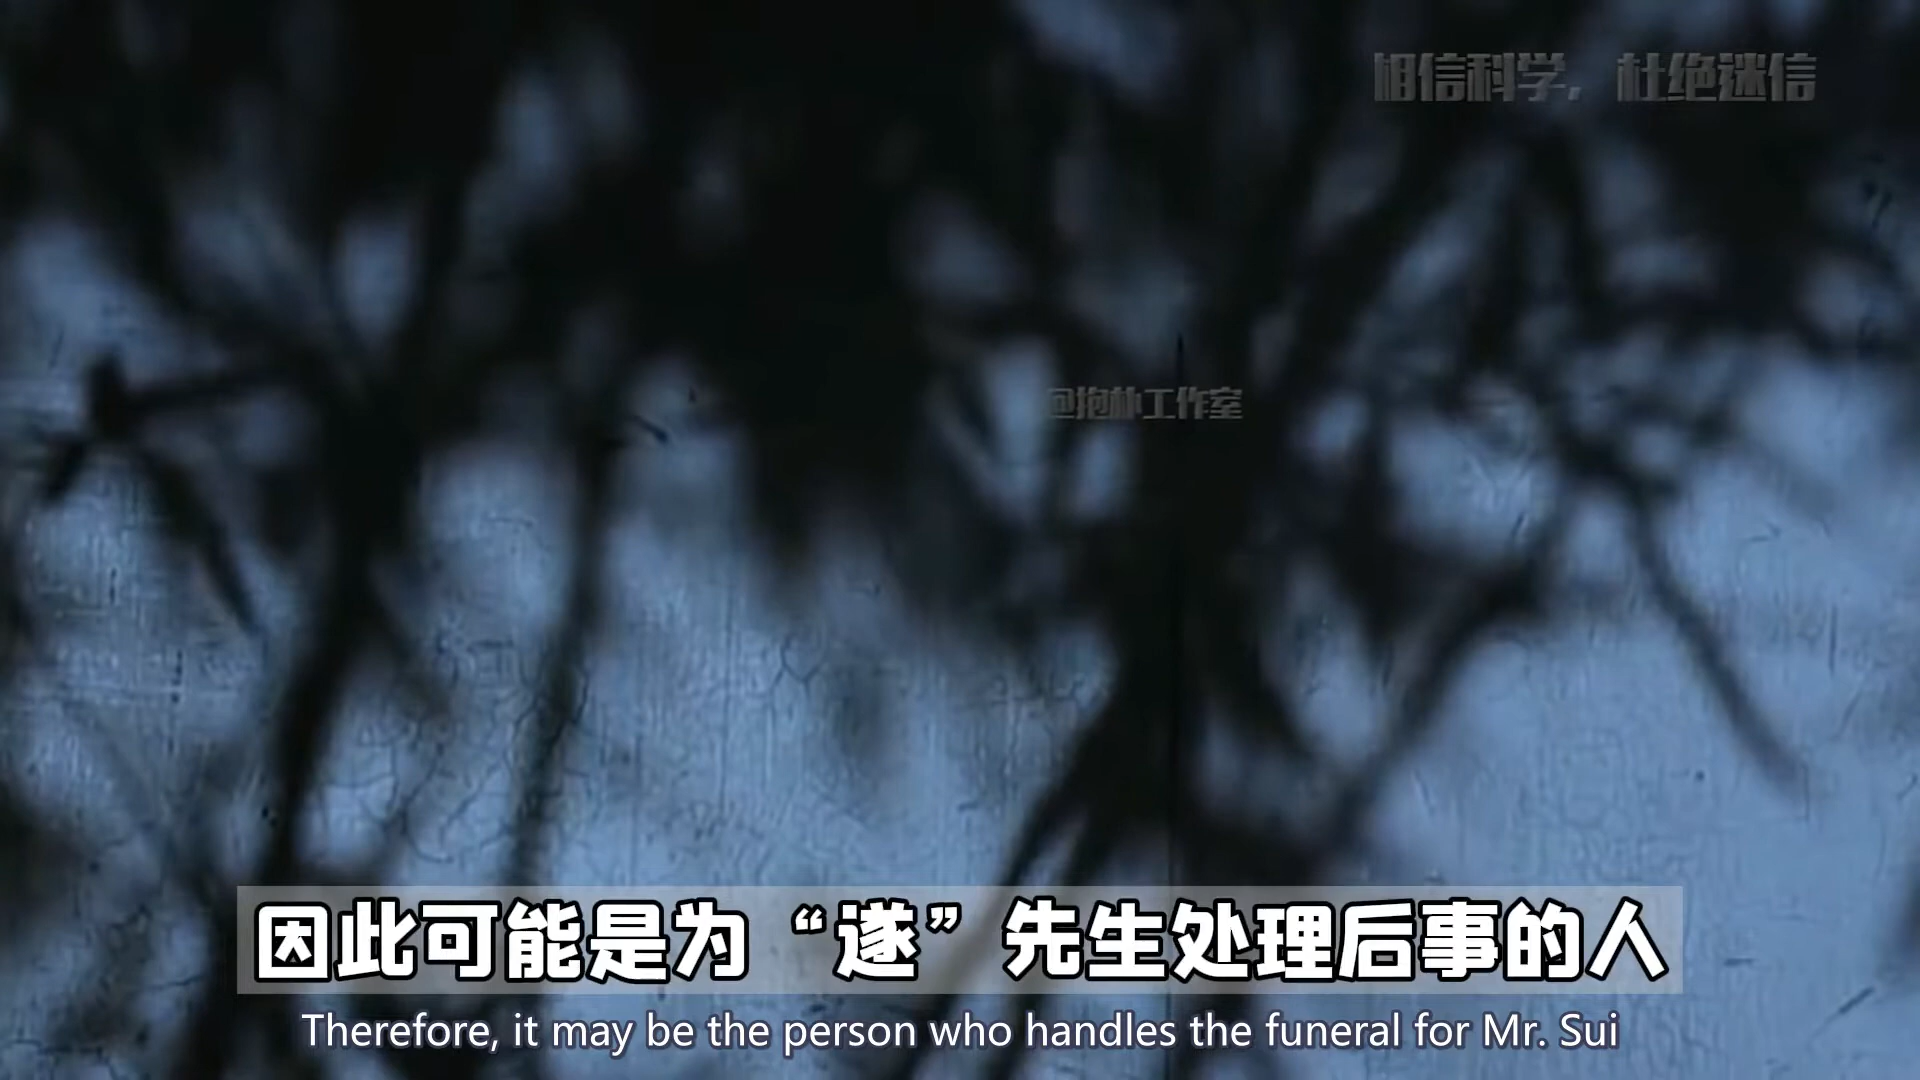 相信科学，杜绝迷信
抱朴工作室
因此可能是为“遂”先生处理后事的人
Therefore, it may be the person who handles the funeral for Mr. Sui